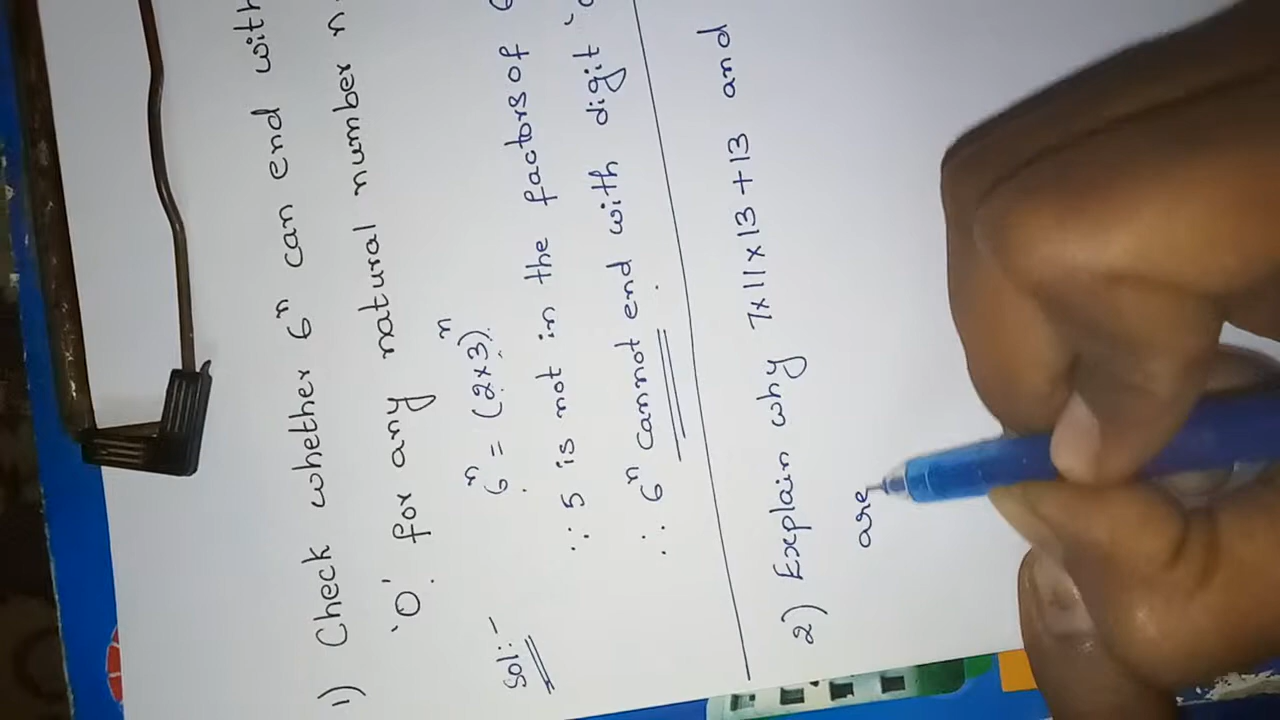 1) Check whether 6ⁿ can end with
'0' for any natural number n.
Sol:- 6ⁿ = (2×3)ⁿ.
∵ 5 is not in the factors of
∴ 6ⁿ cannot end with digit
2) Explain why 7×11×13+13 and
are